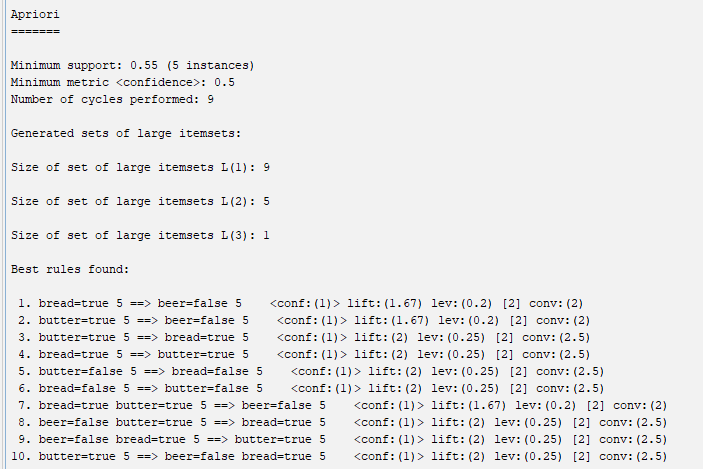 Apriori
=======
Minimum support: 0.55 (5 instances)
Minimum metric <confidence>: 0.5
Number of cycles performed: 9
Generated sets of large itemsets:
Size of set of large itemsets L(1): 9
Size of set of large itemsets L(2): 5
Size of set of large itemsets L(3): 1
Best rules found:
1. bread=true 5 ==> beer=false 5    <conf:(1)> lift:(1.67) lev:(0.2) [2] conv:(2)
2. butter=true 5 ==> beer=false 5    <conf:(1)> lift:(1.67) lev:(0.2) [2] conv:(2)
3. butter=true 5 ==> bread=true 5    <conf:(1)> lift:(2) lev:(0.25) [2] conv:(2.5)
4. bread=true 5 ==> butter=true 5    <conf:(1)> lift:(2) lev:(0.25) [2] conv:(2.5)
5. butter=false 5 ==> bread=false 5    <conf:(1)> lift:(2) lev:(0.25) [2] conv:(2.5)
6. bread=false 5 ==> butter=false 5    <conf:(1)> lift:(2) lev:(0.25) [2] conv:(2.5)
7. bread=true butter=true 5 ==> beer=false 5    <conf:(1)> lift:(1.67) lev:(0.2) [2] conv:(2)
8. beer=false butter=true 5 ==> bread=true 5    <conf:(1)> lift:(2) lev:(0.25) [2] conv:(2.5)
9. beer=false bread=true 5 ==> butter=true 5    <conf:(1)> lift:(2) lev:(0.25) [2] conv:(2.5)
10. butter=true 5 ==> beer=false bread=true 5    <conf:(1)> lift:(2) lev:(0.25) [2] conv:(2.5)